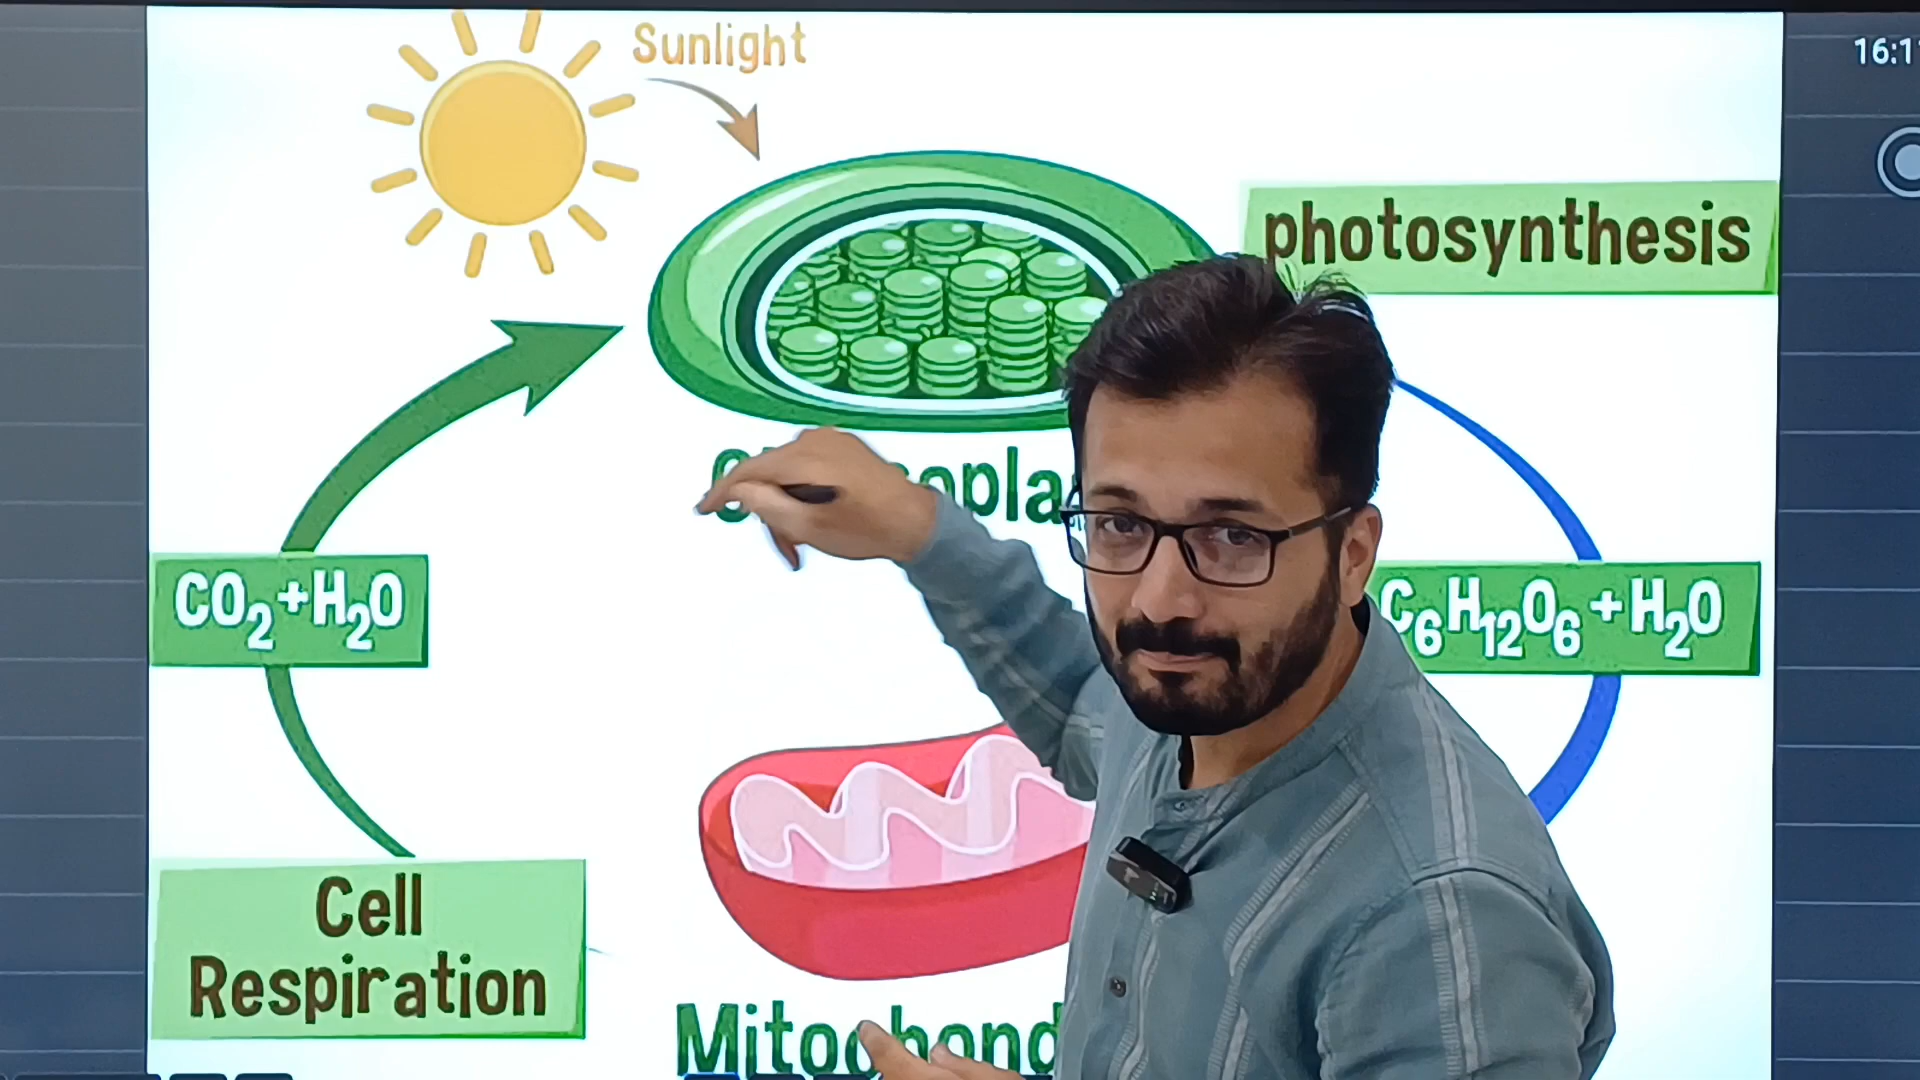 Sunlight
16:1
photosynthesis
CO₂+H₂O
C₆H₁₂O₆+H₂O
Cell
Respiration